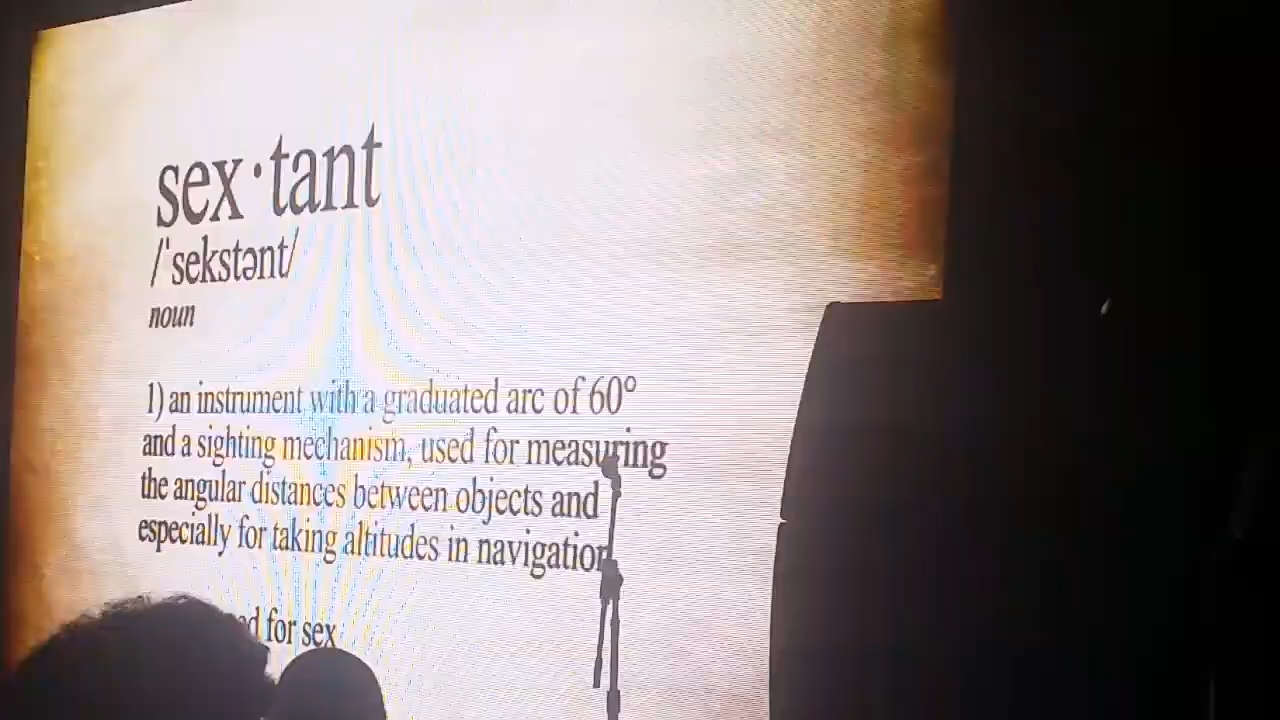 sex·tant
/ˈsekstənt/
noun
1) an instrument with a graduated arc of 60°
and a sighting mechanism, used for measuring
the angular distances between objects and
especially for taking altitudes in navigation
for sex